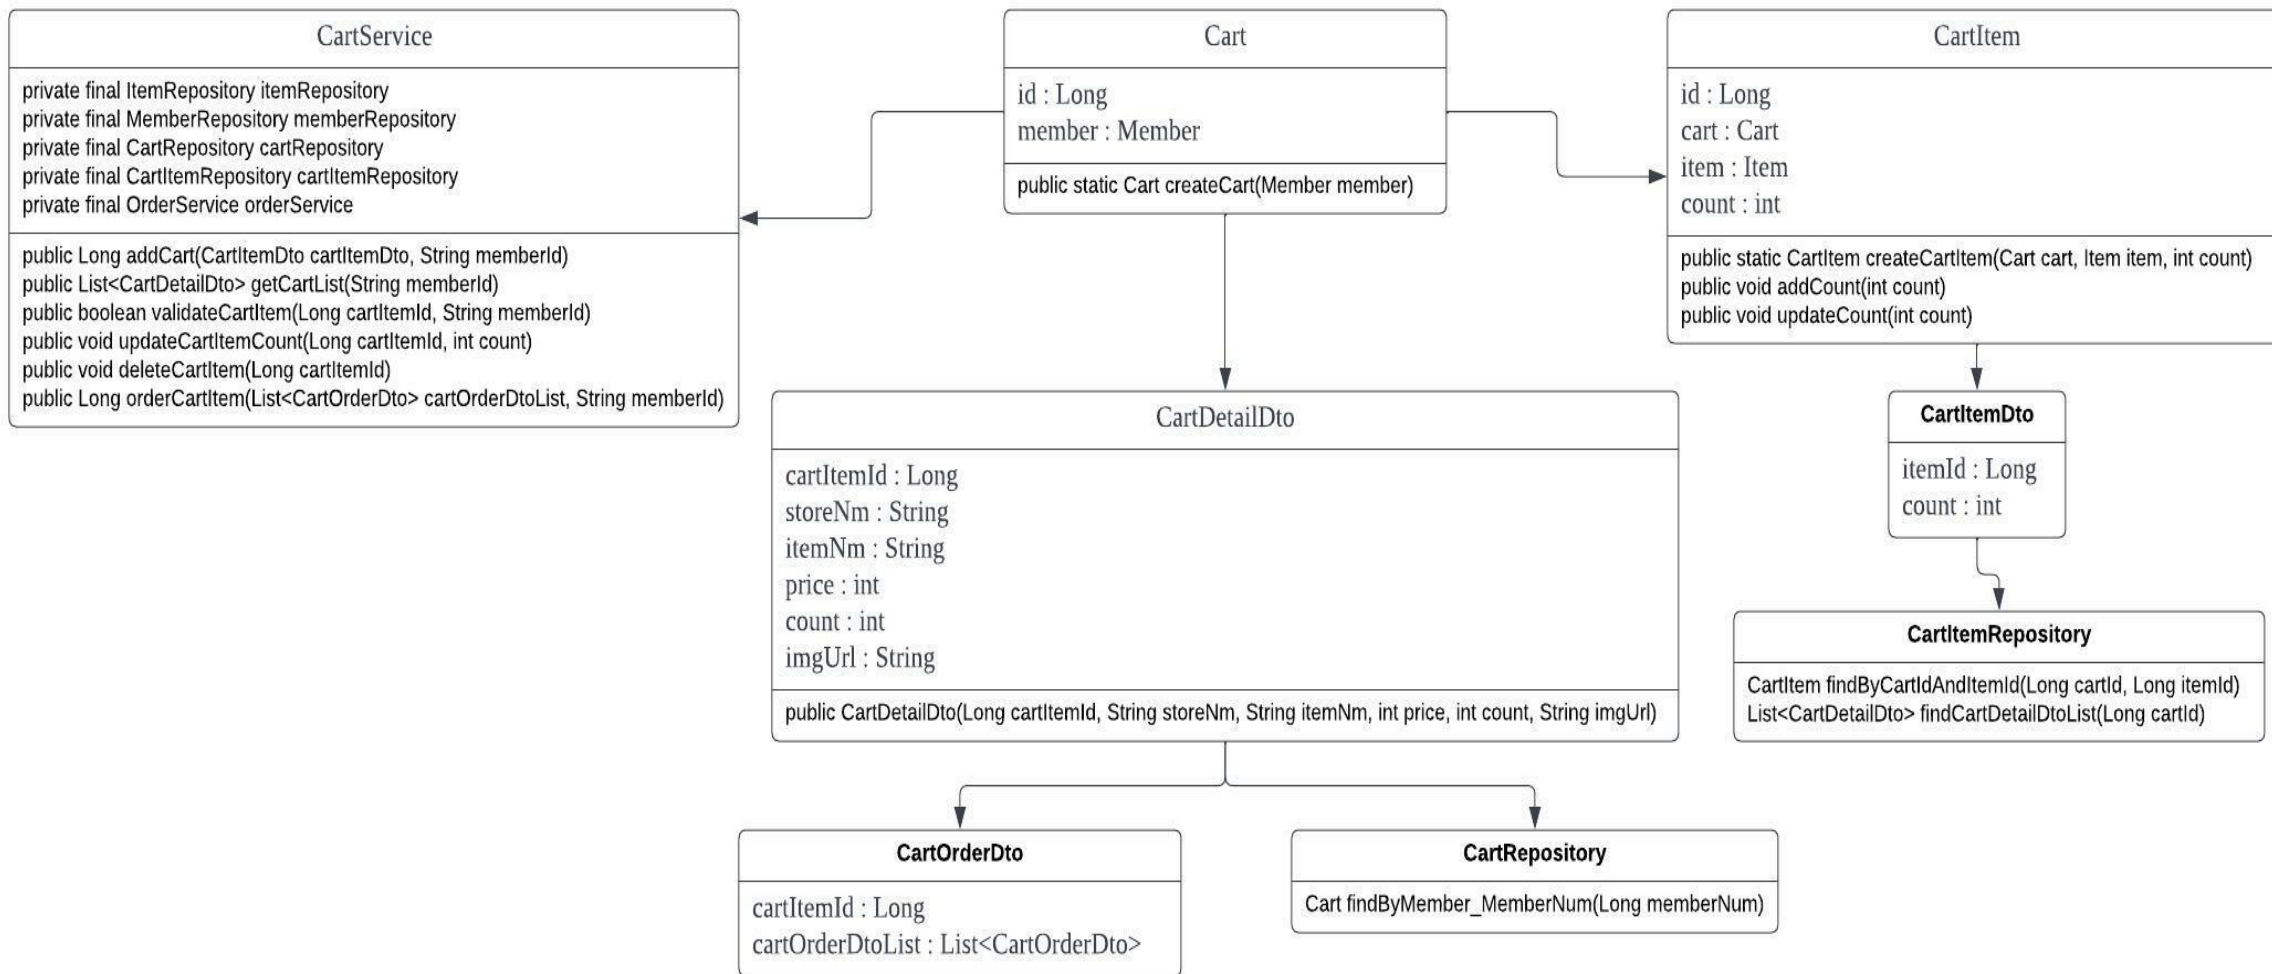 CartService
private final ItemRepository itemRepository
private final MemberRepository memberRepository
private final CartRepository cartRepository
private final CartItemRepository cartItemRepository
private final OrderService orderService
public Long addCart(CartItemDto cartItemDto, String memberId)
public List<CartDetailDto> getCartList(String memberId)
public boolean validateCartItem(Long cartItemId, String memberId)
public void updateCartItemCount(Long cartItemId, int count)
public void deleteCartItem(Long cartItemId)
public Long orderCartItem(List<CartOrderDto> cartOrderDtoList, String memberId)
Cart
id : Long
member : Member
public static Cart createCart(Member member)
CartItem
id : Long
cart : Cart
item : Item
count : int
public static CartItem createCartItem(Cart cart, Item item, int count)
public void addCount(int count)
public void updateCount(int count)
CartDetailDto
cartItemId : Long
storeNm : String
itemNm : String
price : int
count : int
imgUrl : String
public CartDetailDto(Long cartItemId, String storeNm, String itemNm, int price, int count, String imgUrl)
CartItemDto
itemId : Long
count : int
CartItemRepository
CartItem findByCartIdAndItemId(Long cartId, Long itemId)
List<CartDetailDto> findCartDetailDtoList(Long cartId)
CartOrderDto
cartItemId : Long
cartOrderDtoList : List<CartOrderDto>
CartRepository
Cart findByMember_MemberNum(Long memberNum)